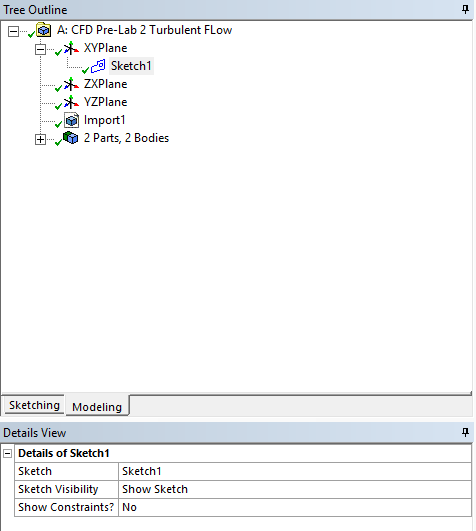 Tree Outline
A: CFD Pre-Lab 2 Turbulent FLow
XYPlane
Sketch1
ZXPlane
YZPlane
Import1
2 Parts, 2 Bodies
Sketching Modeling
Details View
Details of Sketch1
Sketch Sketch1
Sketch Visibility Show Sketch
Show Constraints? No